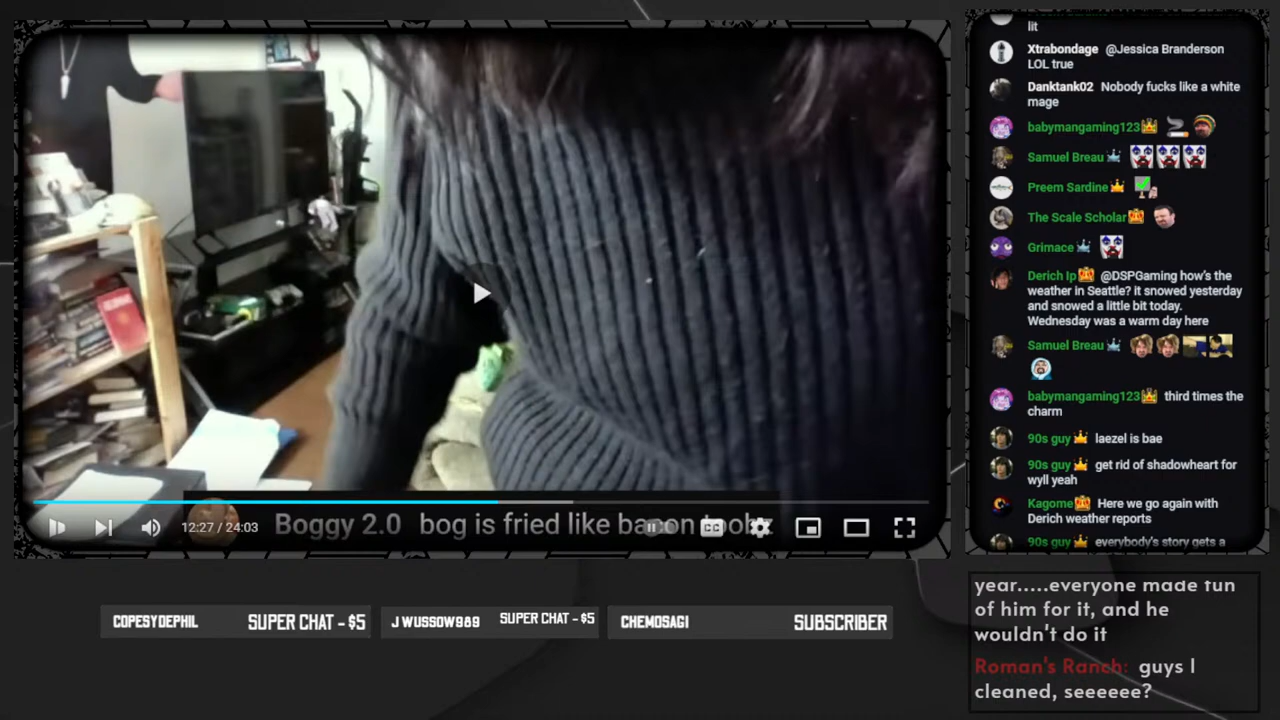 12:27 / 24:03
Boggy 2.0 bog is fried like bacon
CC
COPESYDEPHIL SUPER CHAT - $5
J WUSSOW989 SUPER CHAT - $5
CHEMOSAGI SUBSCRIBER
lit
Xtrabondage @Jessica Branderson
LOL true
Danktank02 Nobody fucks like a white
mage
babymangaming123
Samuel Breau
Preem Sardine
The Scale Scholar
Grimace
Derich Ip @DSPGaming how's the
weather in Seattle? it snowed yesterday
and snowed a little bit today.
Wednesday was a warm day here
Samuel Breau
babymangaming123 third times the
charm
90s guy laezel is bae
90s guy get rid of shadowheart for
wyll yeah
Kagome Here we go again with
Derich weather reports
90s guy everybody's story gets a
year.....everyone made fun
of him for it, and he
wouldn't do it
Roman's Ranch: guys I
cleaned, seeeeee?